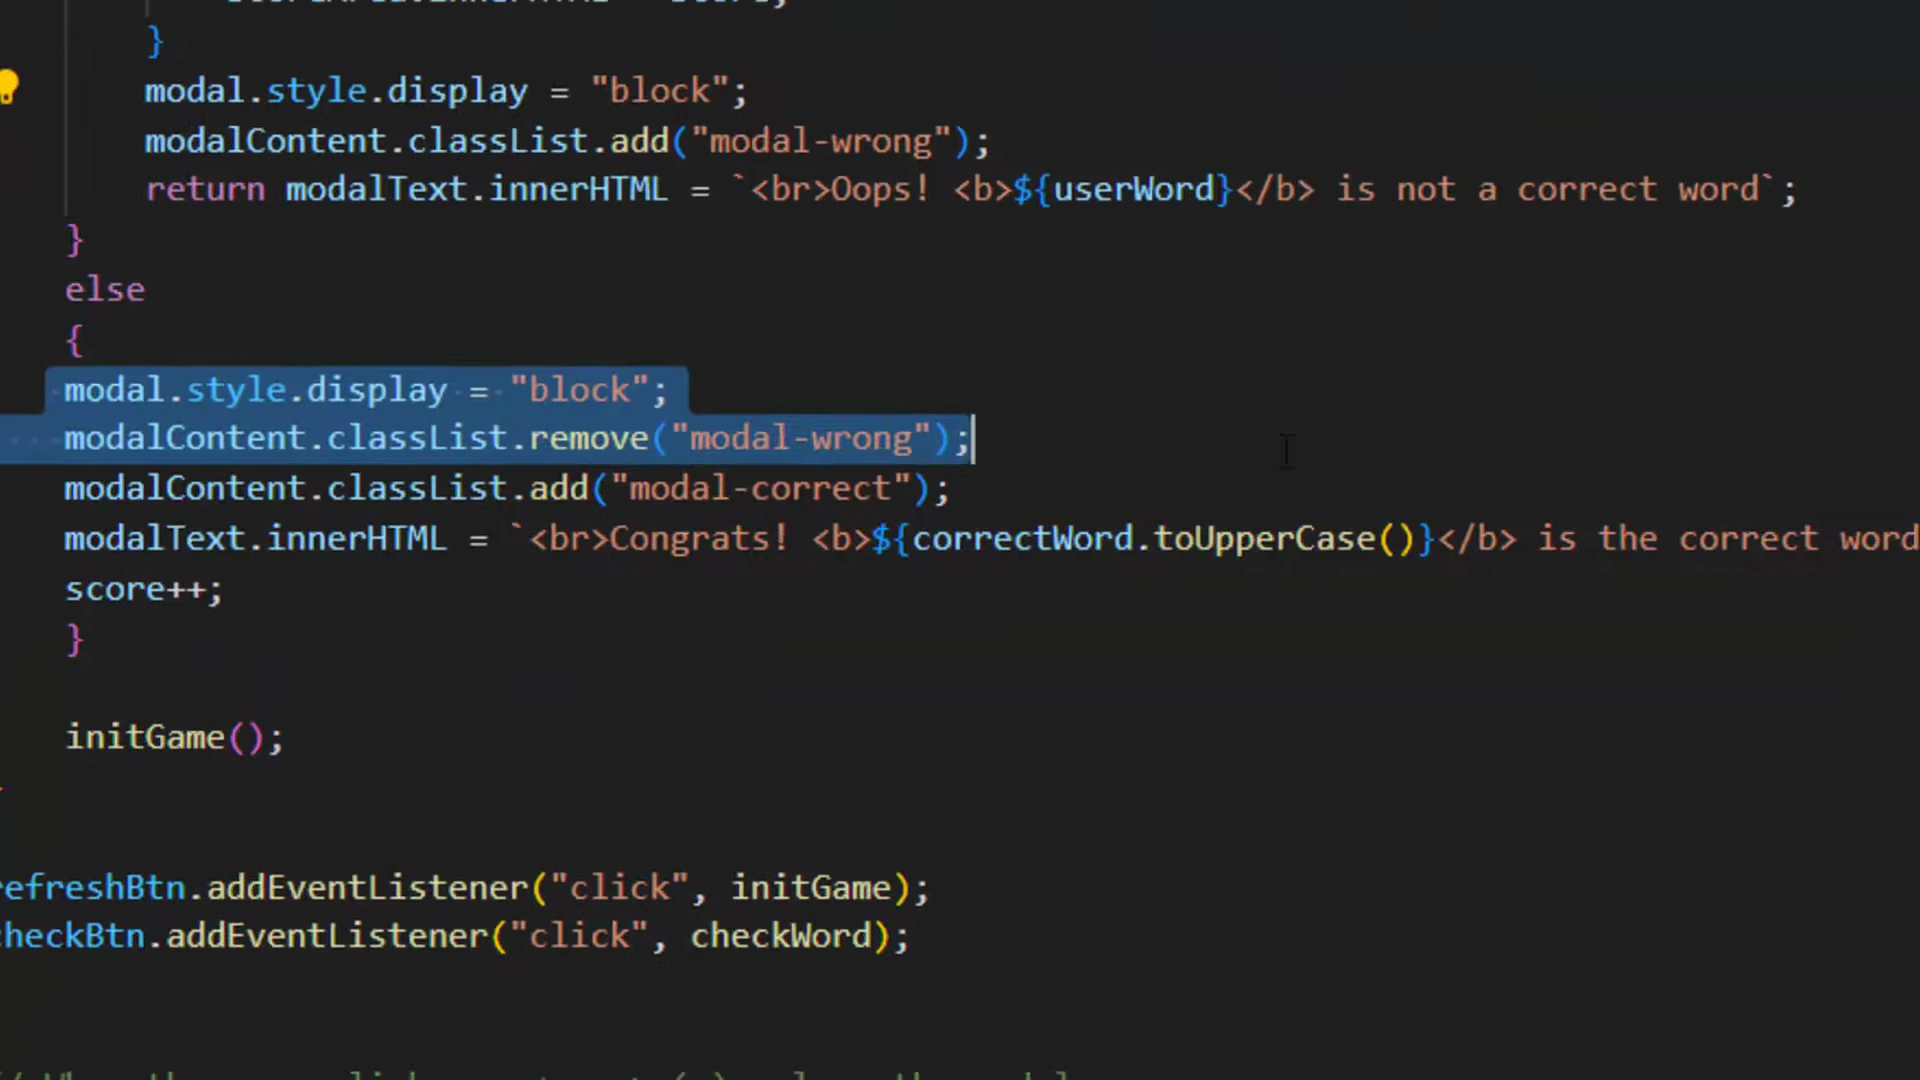 }
modal.style.display = "block";
modalContent.classList.add("modal-wrong");
return modalText.innerHTML = `<br>Oops! <b>${userWord}</b> is not a correct word`;
}
else
{
modal.style.display = "block";
modalContent.classList.remove("modal-wrong");
modalContent.classList.add("modal-correct");
modalText.innerHTML = `<br>Congrats! <b>${correctWord.toUpperCase()}</b> is the correct word
score++;
}
initGame();
refreshBtn.addEventListener("click", initGame);
checkBtn.addEventListener("click", checkWord);